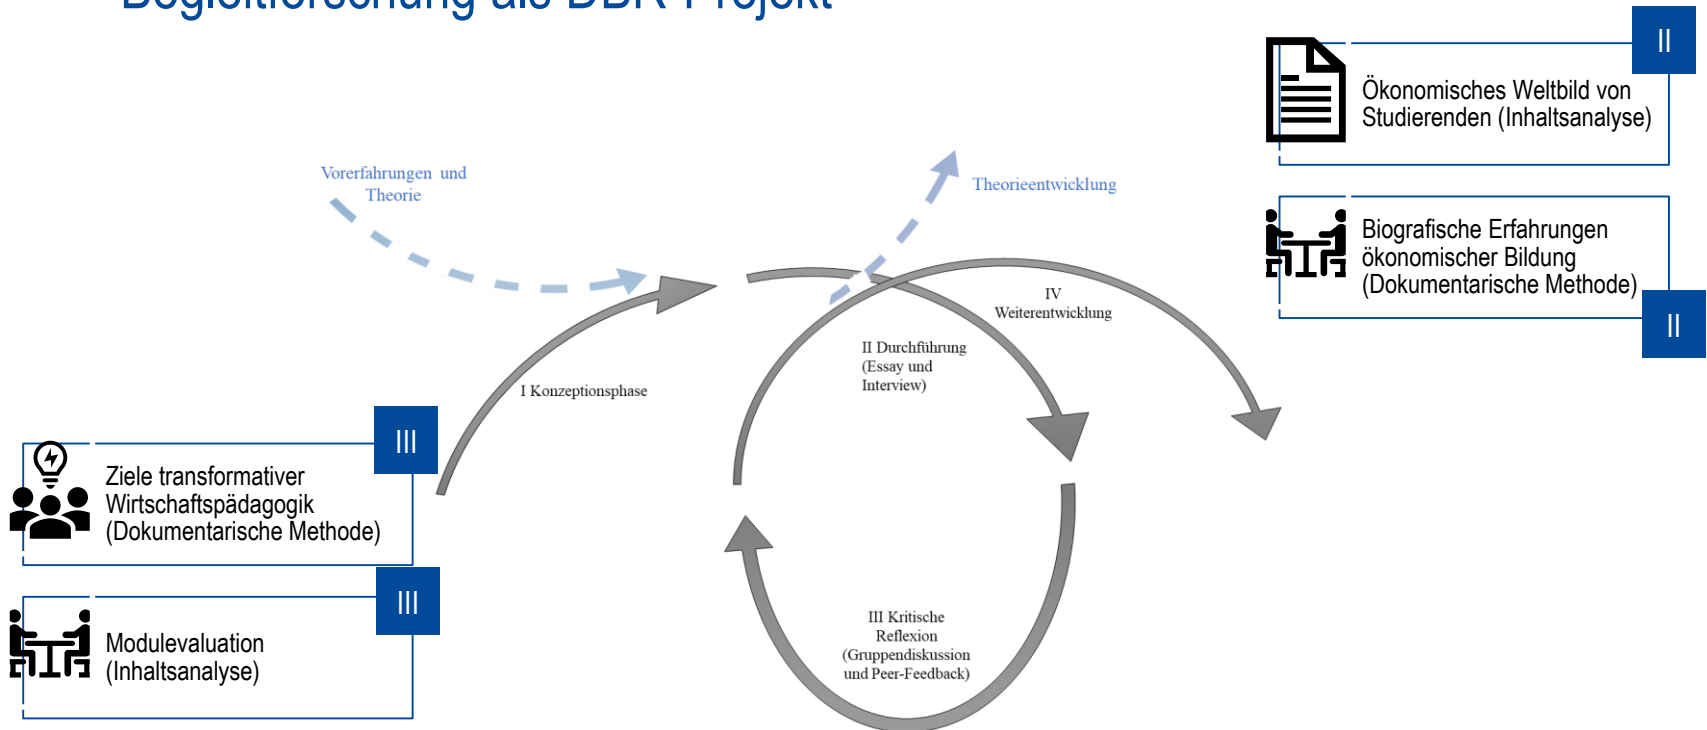 Begleitforschung als DBR-Projekt
II
Ökonomisches Weltbild von
Studierenden (Inhaltsanalyse)
Vorerfahrungen und
Theorie
Theorieentwicklung
Biografische Erfahrungen
ökonomischer Bildung
(Dokumentarische Methode)
II
IV
Weiterentwicklung
II Durchführung
(Essay und
Interview)
I Konzeptionsphase
III
Ziele transformativer
Wirtschaftspädagogik
(Dokumentarische Methode)
III
Modulevaluation
(Inhaltsanalyse)
III Kritische
Reflexion
(Gruppendiskussion
und Peer-Feedback)